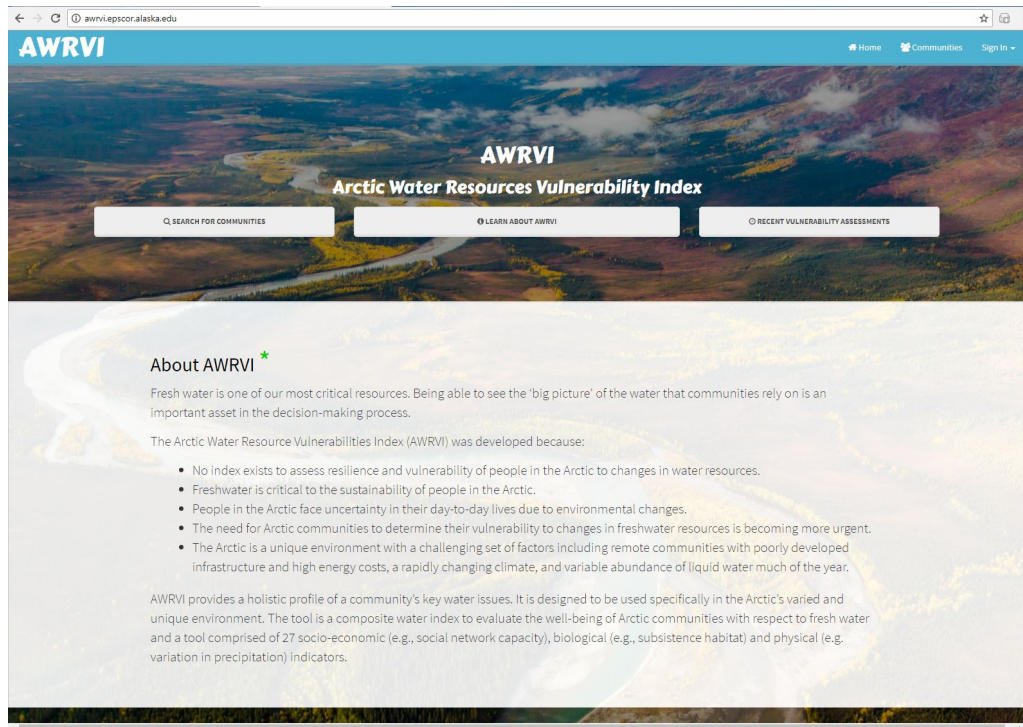 awrvi.epscor.alaska.edu
AWRVI
Home Communities Sign In
AWRVI
Arctic Water Resources Vulnerability Index
SEARCH FOR COMMUNITIES
LEARN ABOUT AWRVI
RECENT VULNERABILITY ASSESSMENTS
About AWRVI *
Fresh water is one of our most critical resources. Being able to see the 'big picture' of the water that communities rely on is an
important asset in the decision-making process.
The Arctic Water Resource Vulnerabilities Index (AWRVI) was developed because:
• No index exists to assess resilience and vulnerability of people in the Arctic to changes in water resources.
• Freshwater is critical to the sustainability of people in the Arctic.
• People in the Arctic face uncertainty in their day-to-day lives due to environmental changes.
• The need for Arctic communities to determine their vulnerability to changes in freshwater resources is becoming more urgent.
• The Arctic is a unique environment with a challenging set of factors including remote communities with poorly developed
infrastructure and high energy costs, a rapidly changing climate, and variable abundance of liquid water much of the year.
AWRVI provides a holistic profile of a community's key water issues. It is designed to be used specifically in the Arctic's varied and
unique environment. The tool is a composite water index to evaluate the well-being of Arctic communities with respect to fresh water
and a tool comprised of 27 socio-economic (e.g., social network capacity), biological (e.g., subsistence habitat) and physical (e.g.
variation in precipitation) indicators.